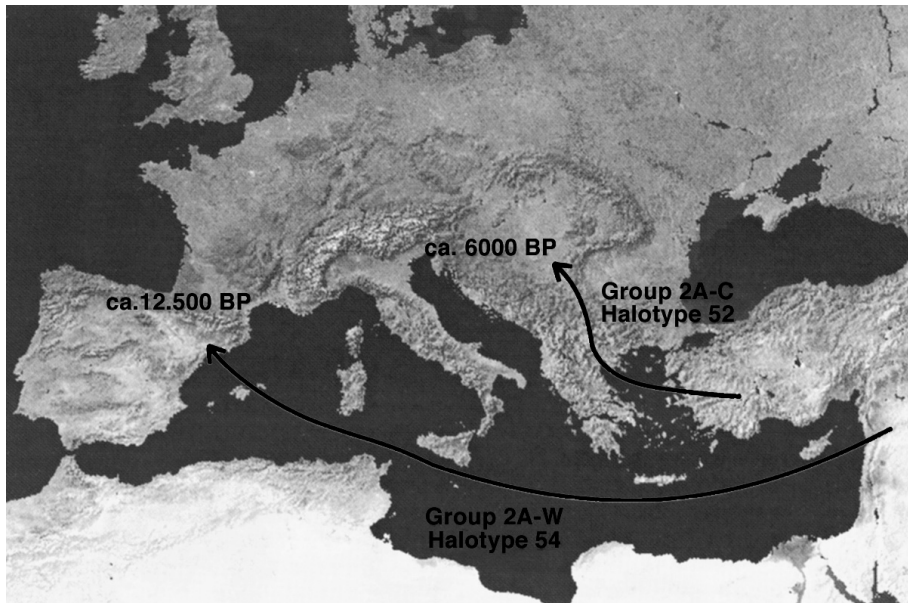 ca. 6000 BP
ca.12.500 BP
Group 2A-C
Halotype 52
Group 2A-W
Halotype 54